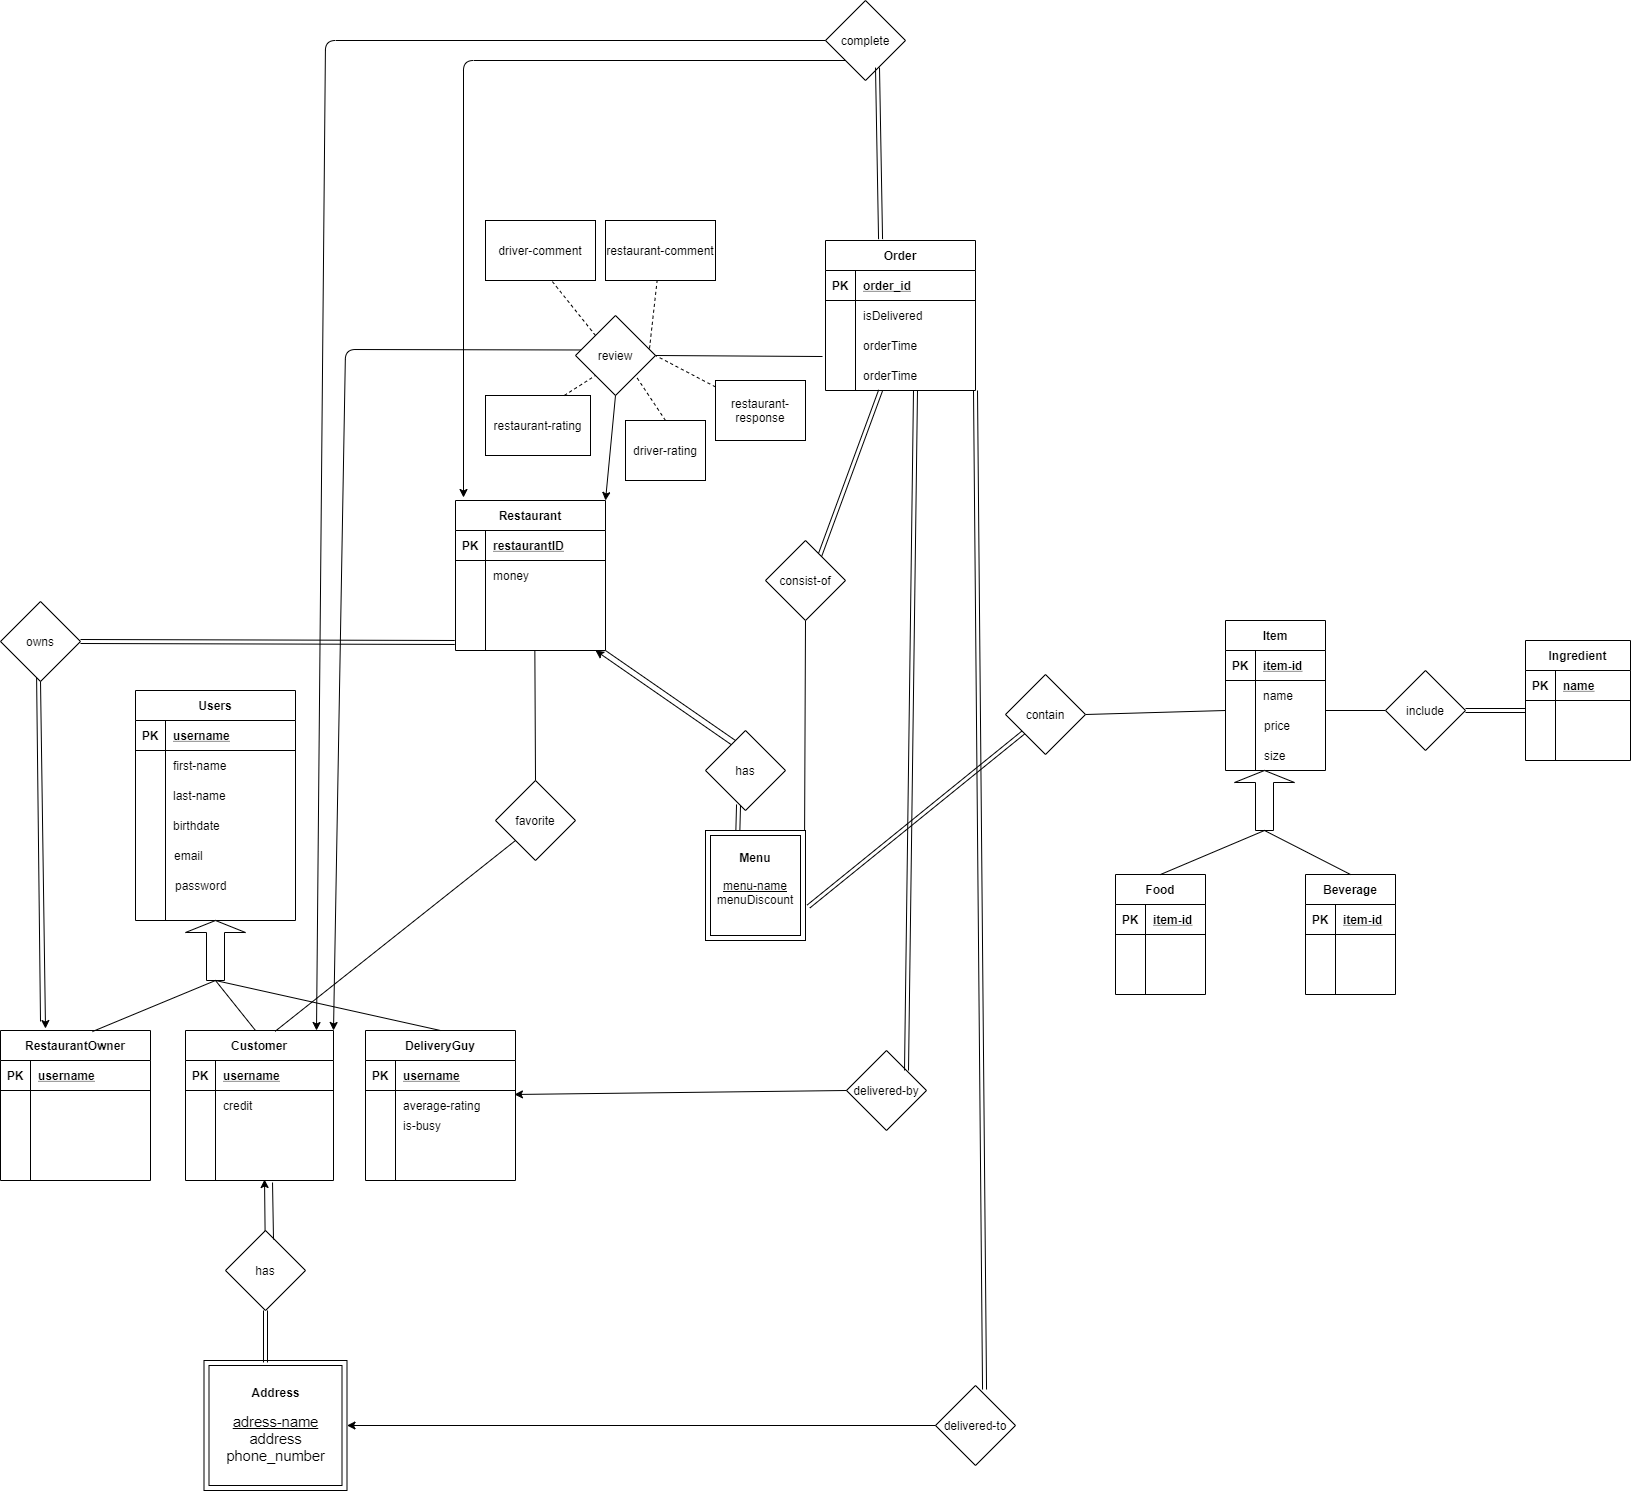 complete
driver-comment
restaurant-comment
Order
PK order_id
isDelivered
orderTime
orderTime
review
restaurant-rating
driver-rating
restaurant-
response
Restaurant
PK restaurantID
money
consist-of
owns
Users
PK username
first-name
last-name
birthdate
email
password
favorite
has
Menu
menu-name
menuDiscount
contain
Item
PK item-id
name
price
size
include
Ingredient
PK name
Food
PK item-id
Beverage
PK item-id
RestaurantOwner
PK username
Customer
PK username
credit
DeliveryGuy
PK username
average-rating
is-busy
delivered-by
has
Address
adress-name
address
phone_number
delivered-to